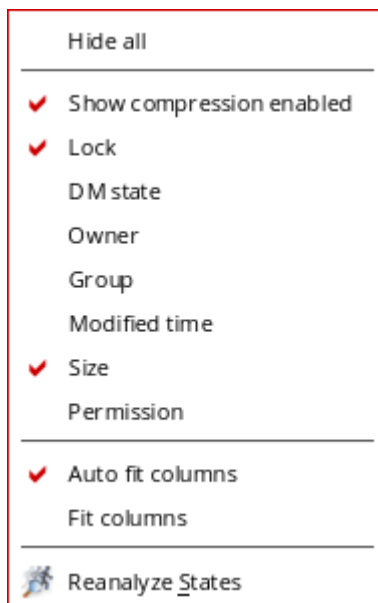 Hide all
Show compression enabled
Lock
DM state
Owner
Group
Modified time
Size
Permission
Auto fit columns
Fit columns
Reanalyze States